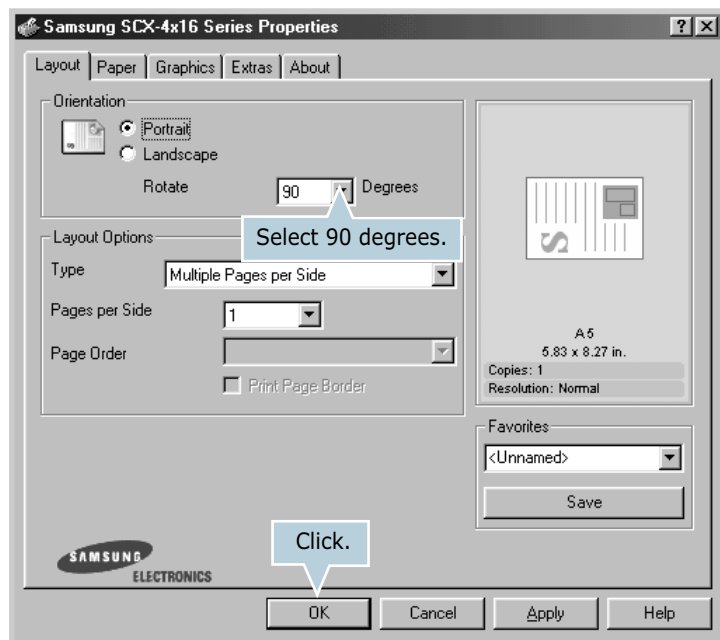 Samsung SCX-4x16 Series Properties
Layout Paper Graphics Extras About
Orientation
Portrait
Landscape
Rotate 90 Degrees
Select 90 degrees.
Layout Options
Type Multiple Pages per Side
Pages per Side 1
Page Order
Print Page Border
S
A5
5.83 x 8.27 in.
Copies: 1
Resolution: Normal
Favorites
<Unnamed>
Save
SAMSUNG
ELECTRONICS
Click.
OK Cancel Apply Help